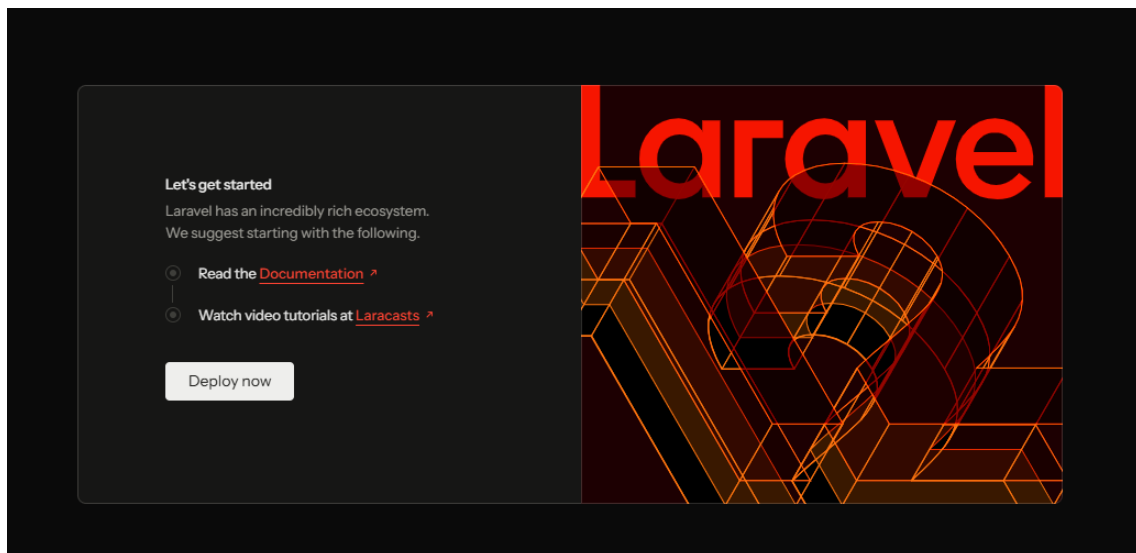 Let's get started
Laravel has an incredibly rich ecosystem.
We suggest starting with the following.
Read the Documentation
Watch video tutorials at Laracasts
Deploy now
Laravel